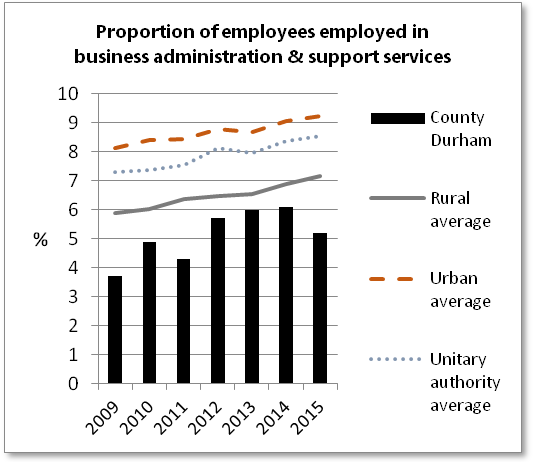 Proportion of employees employed in
business administration & support services
10
9
8
7
6
5
4
3
2
1
0
%
2009
2010
2011
2012
2013
2014
2015
County
Durham
Rural
average
Urban
average
Unitary
authority
average